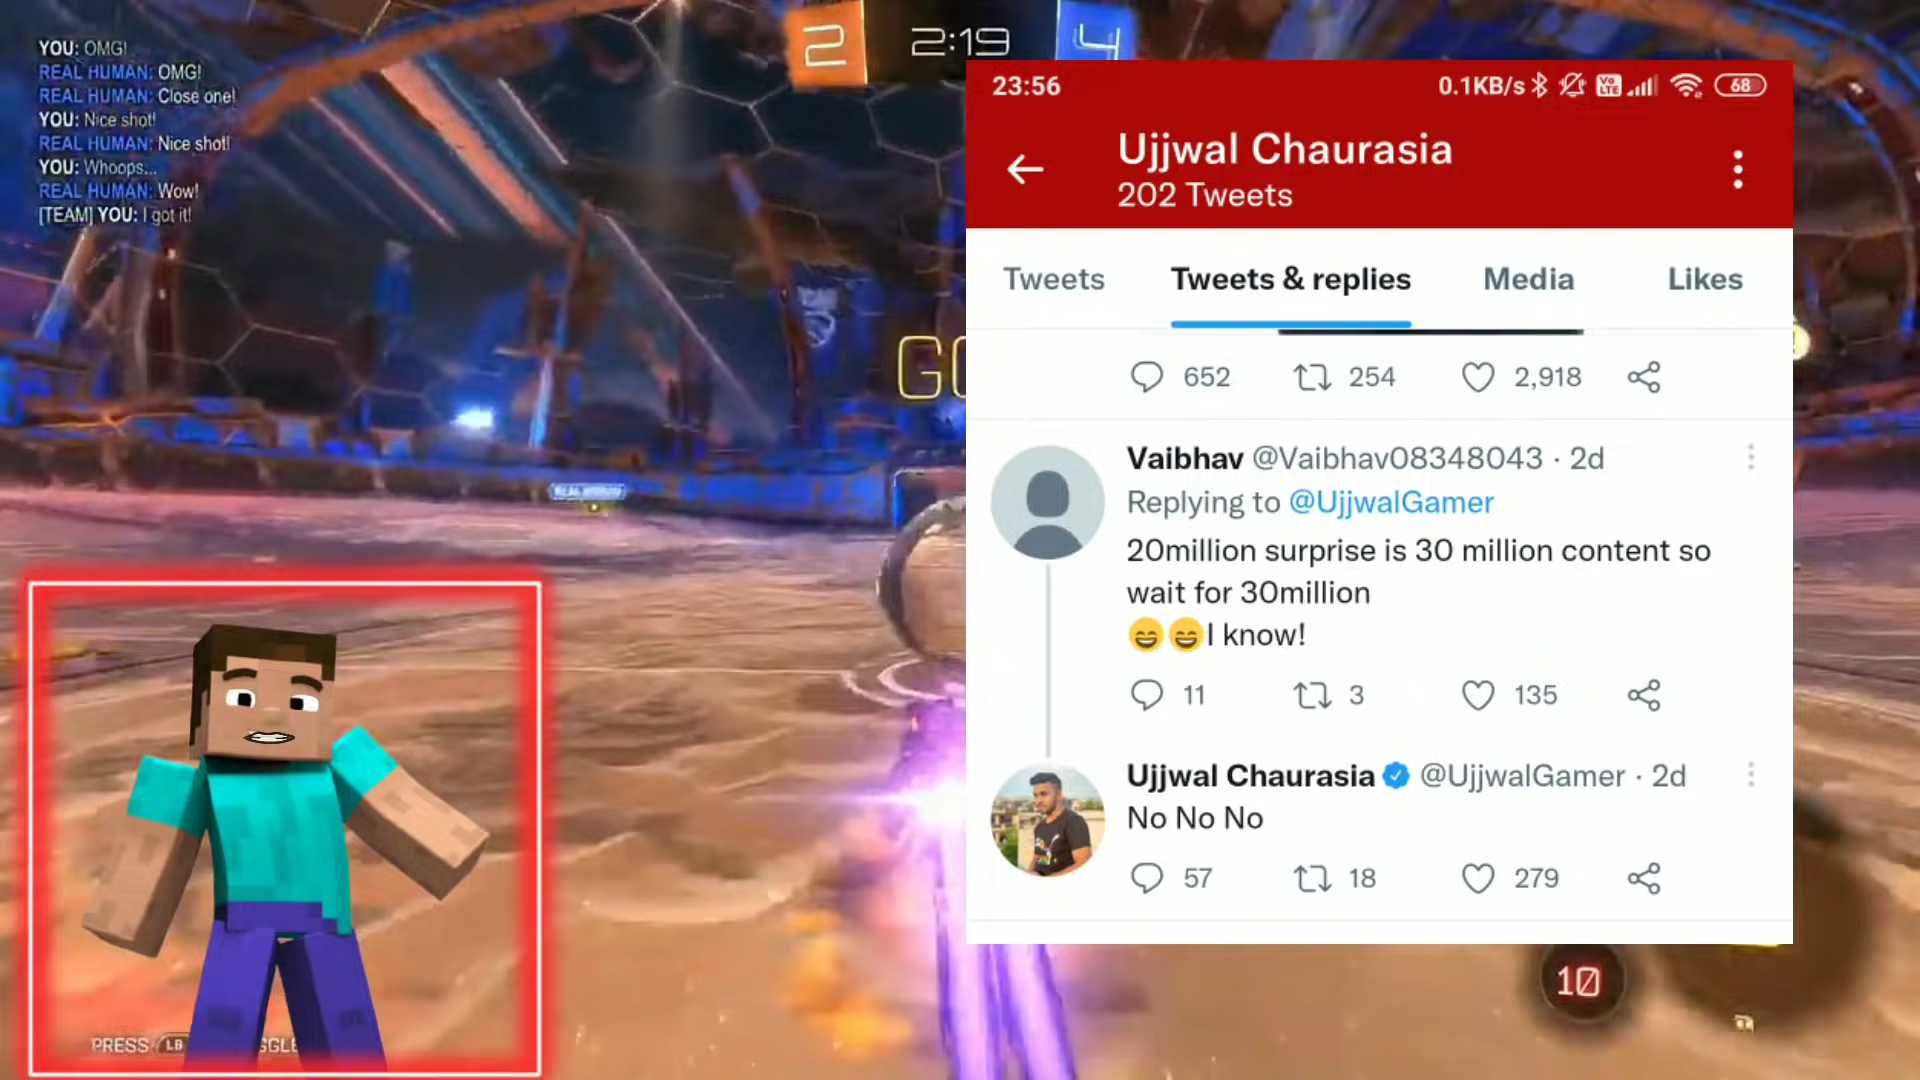 YOU: OMG!
REAL HUMAN: OMG!
REAL HUMAN: Close one!
YOU: Nice shot!
REAL HUMAN: Nice shot!
YOU: Whoops...
REAL HUMAN: Wow!
[TEAM] YOU: I got it!
2 2:19 4
23:56 0.1KB/s 68
Ujjwal Chaurasia
202 Tweets
Tweets Tweets & replies Media Likes
652 254 2,918
Vaibhav @Vaibhav08348043 · 2d
Replying to @UjjwalGamer
20million surprise is 30 million content so
wait for 30million
😄😄I know!
11 3 135
Ujjwal Chaurasia @UjjwalGamer · 2d
No No No
57 18 279
REAL HUMAN
10
PRESS LB